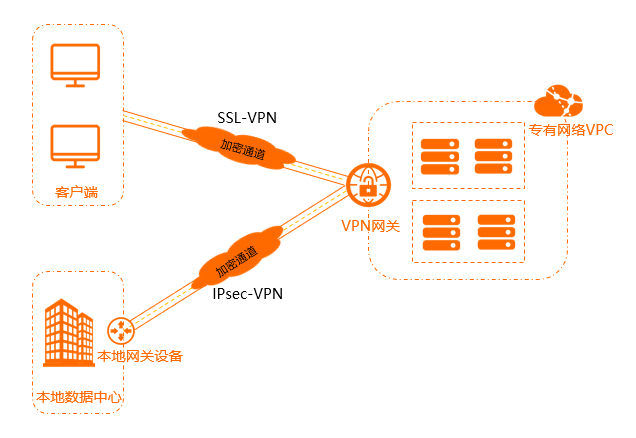 SSL-VPN
加密通道
专有网络VPC
客户端
VPN网关
加密通道
IPsec-VPN
本地网关设备
本地数据中心